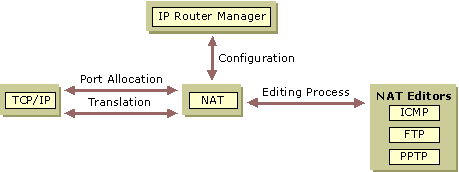 IP Router Manager
Configuration
Port Allocation
Translation
Editing Process
TCP/IP
NAT
NAT Editors
ICMP
FTP
PPTP